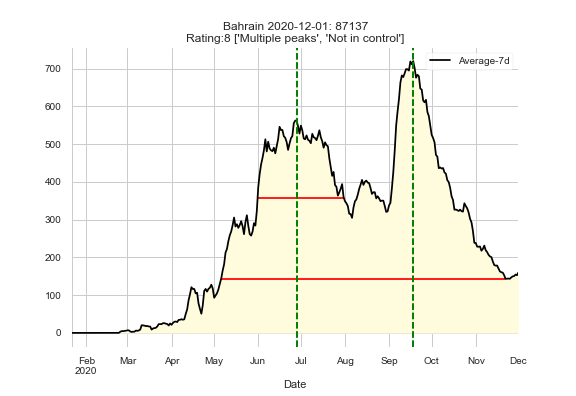 Bahrain 2020-12-01: 87137
Rating:8 ['Multiple peaks', 'Not in control']
Average-7d
700
600
500
400
300
200
100
0
Feb Mar Apr May Jun Jul Aug Sep Oct Nov Dec
2020
Date